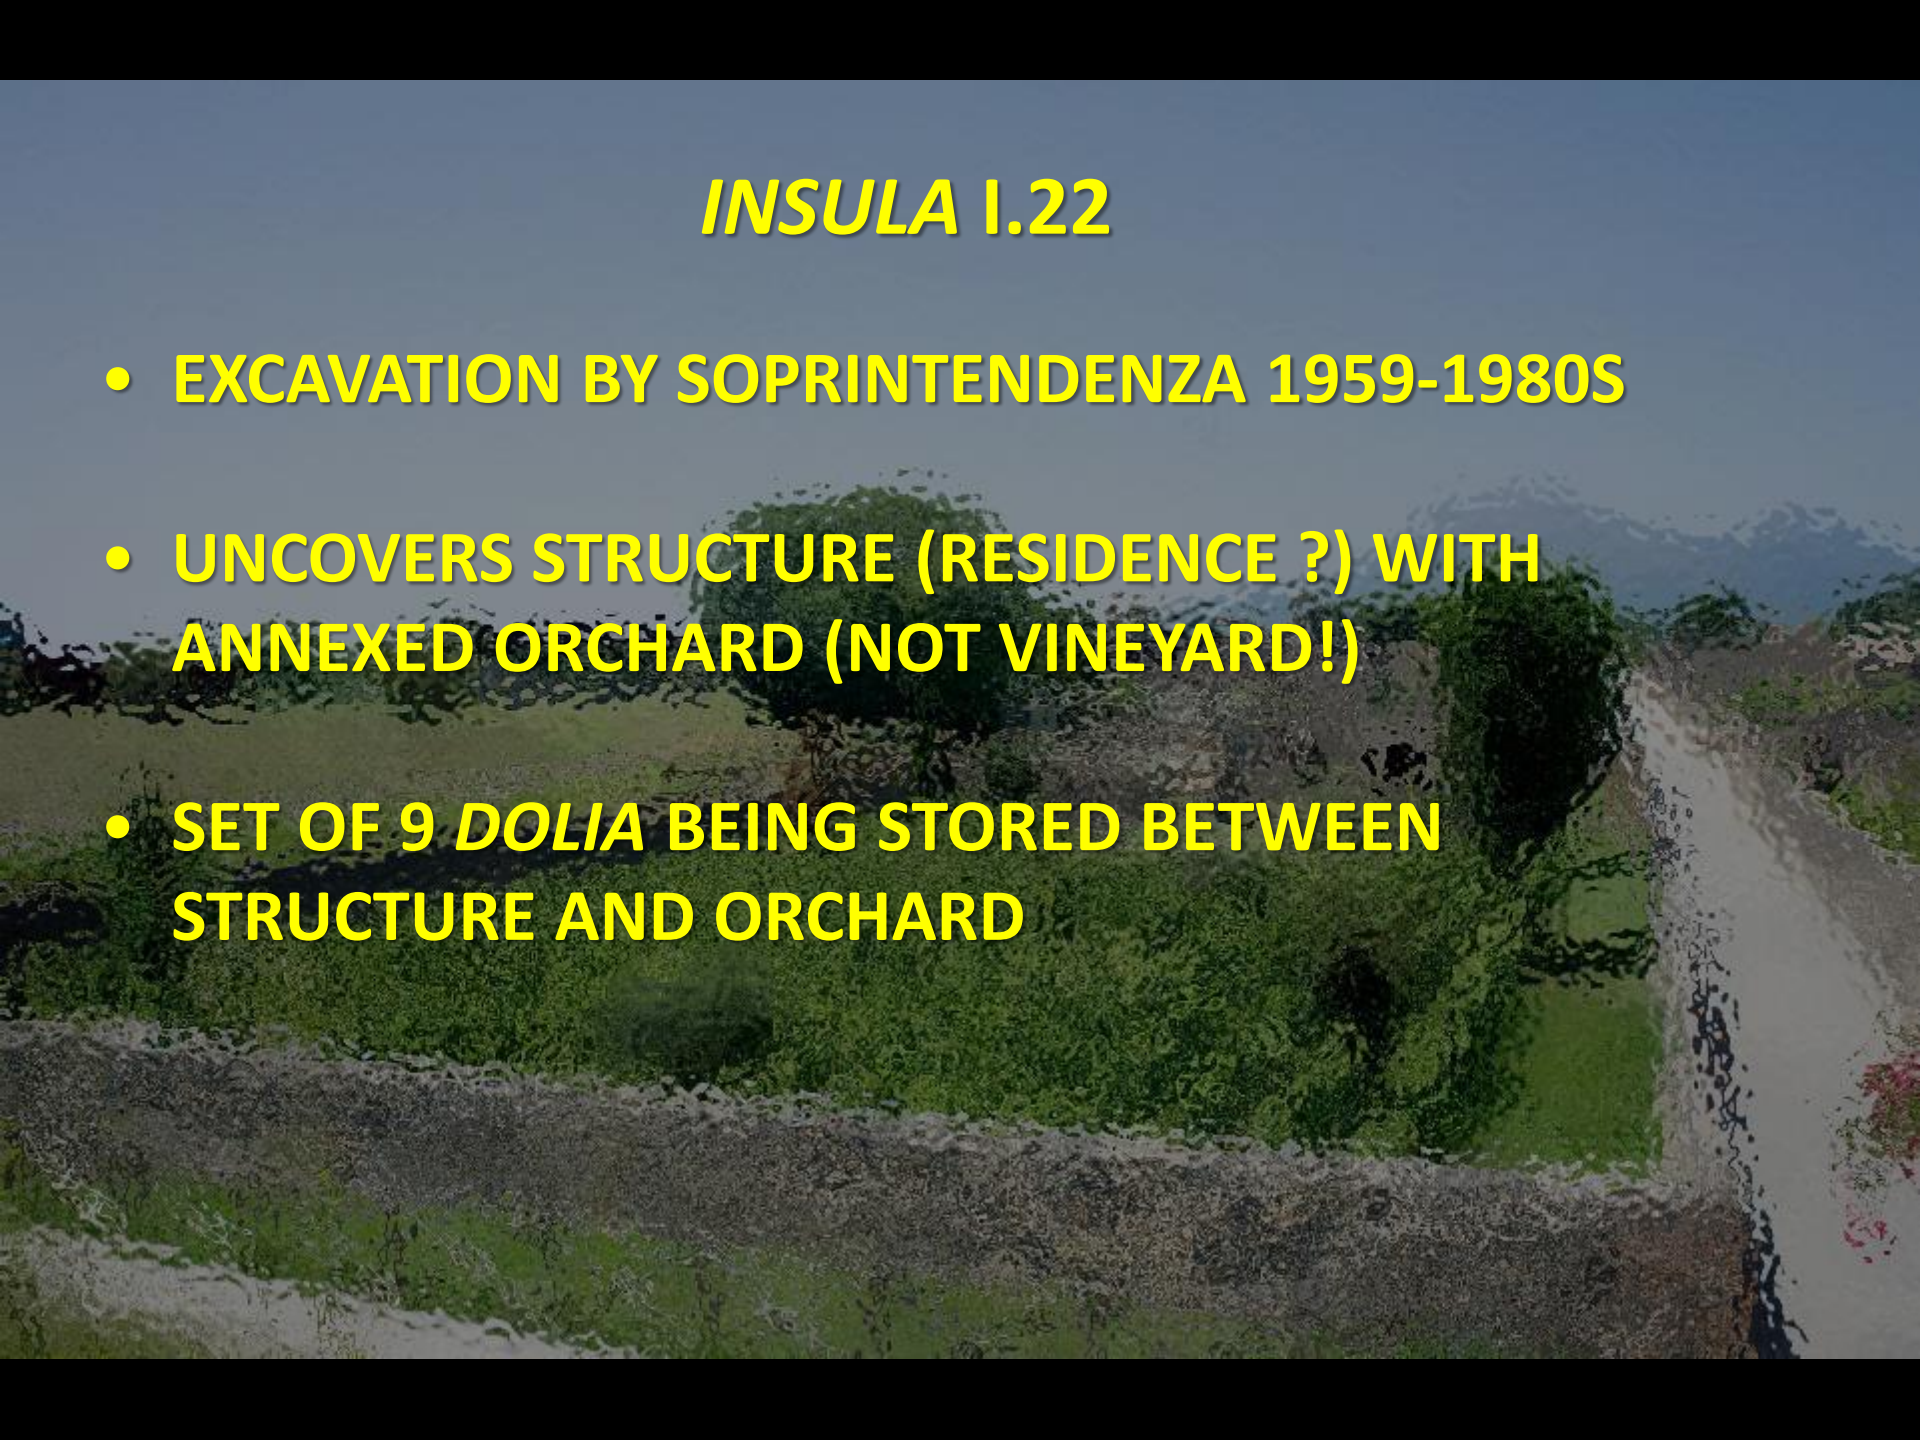 INSULA I.22
• EXCAVATION BY SOPRINTENDENZA 1959-1980S
• UNCOVERS STRUCTURE (RESIDENCE ?) WITH
ANNEXED ORCHARD (NOT VINEYARD!)
• SET OF 9 DOLIA BEING STORED BETWEEN
STRUCTURE AND ORCHARD